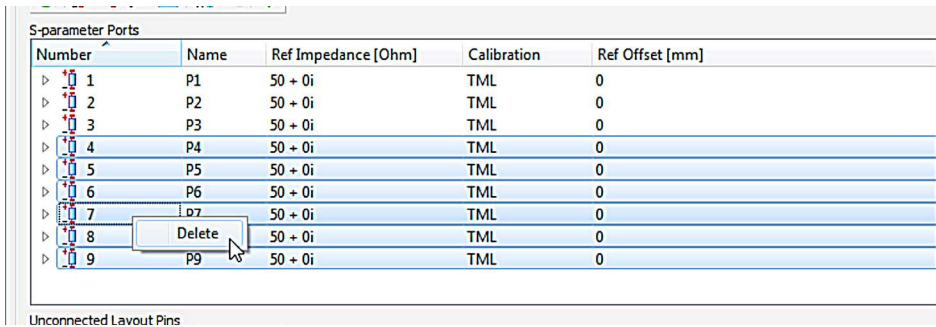 S-parameter Ports
Number Name Ref Impedance [Ohm] Calibration Ref Offset [mm]
1 P1 50 + 0i TML 0
2 P2 50 + 0i TML 0
3 P3 50 + 0i TML 0
4 P4 50 + 0i TML 0
5 P5 50 + 0i TML 0
6 P6 50 + 0i TML 0
7 P7 50 + 0i TML 0
8 Delete 50 + 0i TML 0
9 P9 50 + 0i TML 0
Unconnected Layout Pins